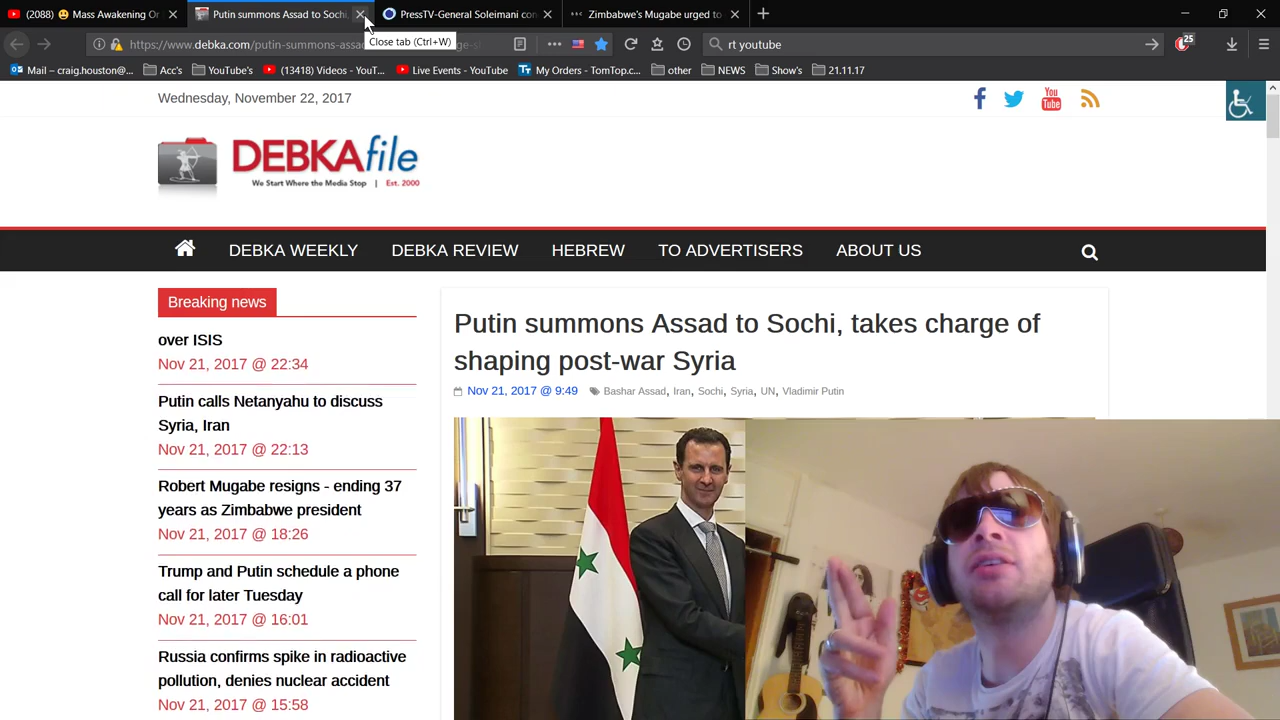 (2088) 😃 Mass Awakening Or
Putin summons Assad to Sochi,
PressTV-General Soleimani con
Zimbabwe's Mugabe urged to
Close tab (Ctrl+W)
https://www.debka.com/putin-summons-assad
rt youtube
25
Mail – craig.houston@...
Acc's
YouTube's
(13418) Videos - YouT...
Live Events - YouTube
My Orders - TomTop.c...
other
NEWS
Show's
21.11.17
Wednesday, November 22, 2017
You
Tube
DEBKAfile
We Start Where the Media Stop | Est. 2000
DEBKA WEEKLY
DEBKA REVIEW
HEBREW
TO ADVERTISERS
ABOUT US
Breaking news
over ISIS
Nov 21, 2017 @ 22:34
Putin calls Netanyahu to discuss
Syria, Iran
Nov 21, 2017 @ 22:13
Robert Mugabe resigns - ending 37
years as Zimbabwe president
Nov 21, 2017 @ 18:26
Trump and Putin schedule a phone
call for later Tuesday
Nov 21, 2017 @ 16:01
Russia confirms spike in radioactive
pollution, denies nuclear accident
Nov 21, 2017 @ 15:58
Putin summons Assad to Sochi, takes charge of
shaping post-war Syria
Nov 21, 2017 @ 9:49
Bashar Assad, Iran, Sochi, Syria, UN, Vladimir Putin